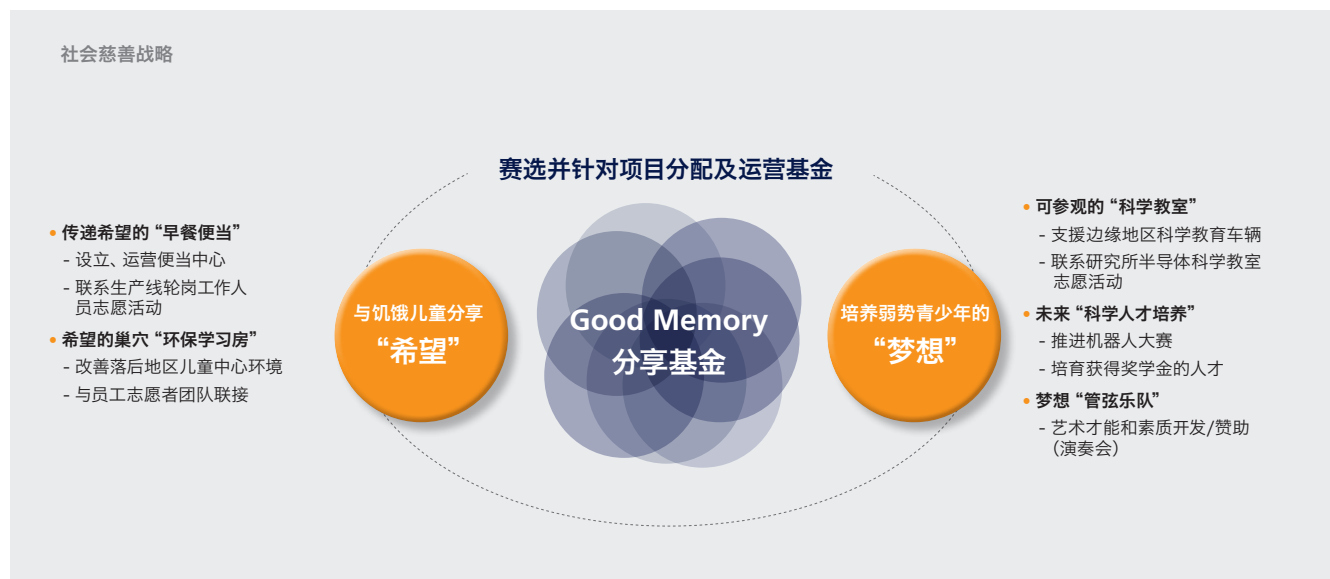 社会慈善战略
赛选并针对项目分配及运营基金
• 传递希望的 “早餐便当”
- 设立、运营便当中心
- 联系生产线轮岗工作人
员志愿活动
• 希望的巢穴 “环保学习房”
- 改善落后地区儿童中心环境
- 与员工志愿者团队联接
与饥饿儿童分享
“希望”
Good Memory
分享基金
培养弱势青少年的
“梦想”
• 可参观的 “科学教室”
- 支援边缘地区科学教育车辆
- 联系研究所半导体科学教室
志愿活动
• 未来 “科学人才培养”
- 推进机器人大赛
- 培育获得奖学金的人才
• 梦想 “管弦乐队”
- 艺术才能和素质开发/赞助
（演奏会）